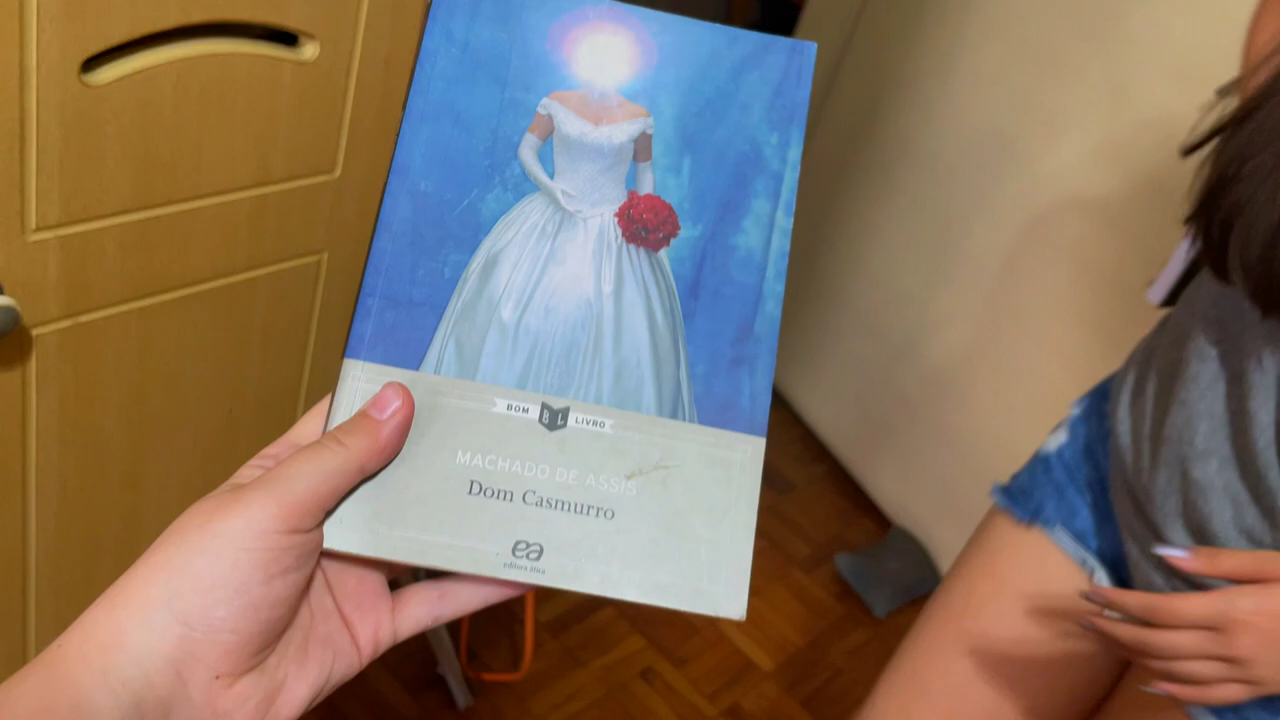 BOM BL LIVRO
MACHADO DE ASSIS
Dom Casmurro
ea
editora ática